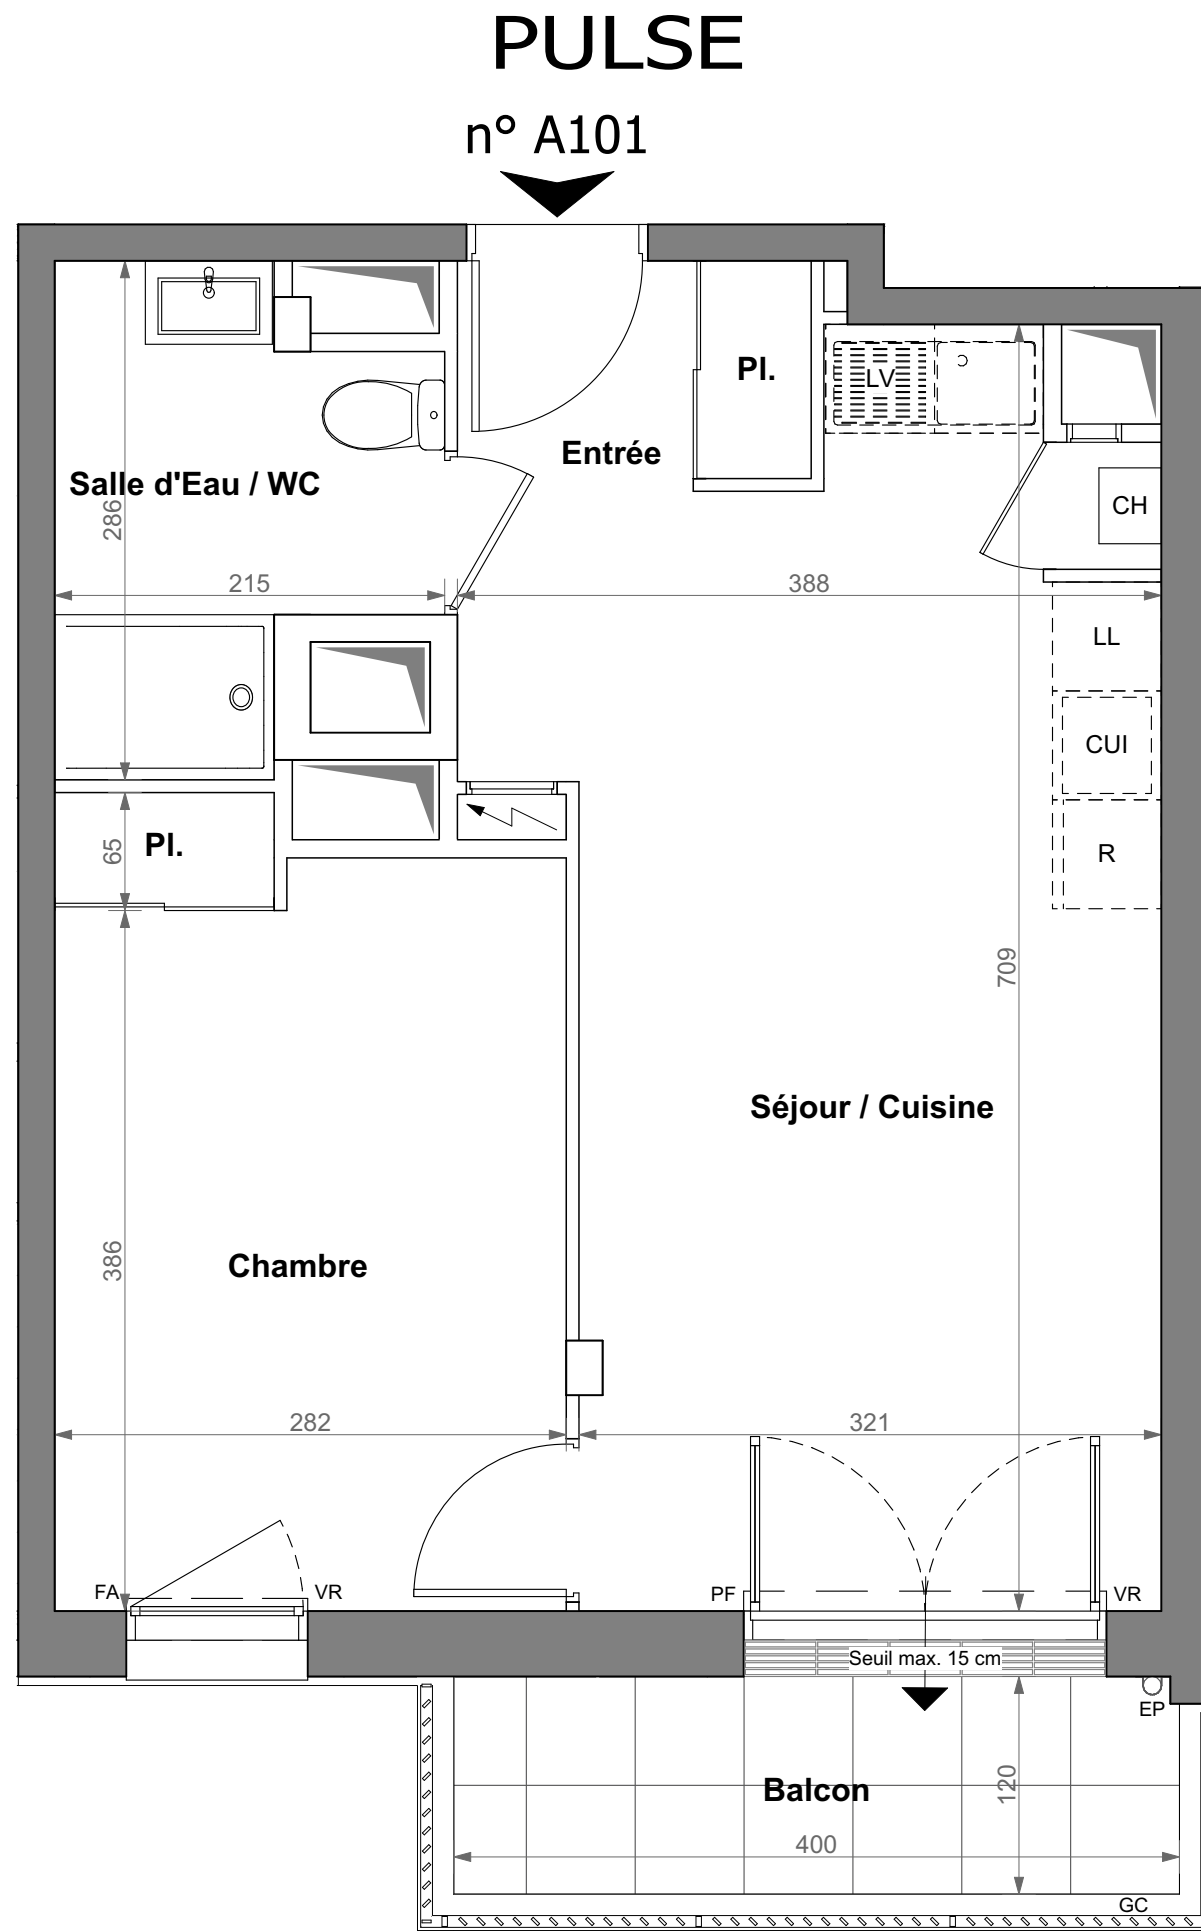 PULSE
n° A101
Pl.
LV
Entrée
Salle d'Eau / WC
286
CH
215
388
LL
CUI
Pl.
65
R
709
Séjour / Cuisine
386
Chambre
282
321
FA
VR
PF
VR
Seuil max. 15 cm
EP
Balcon
120
400
GC